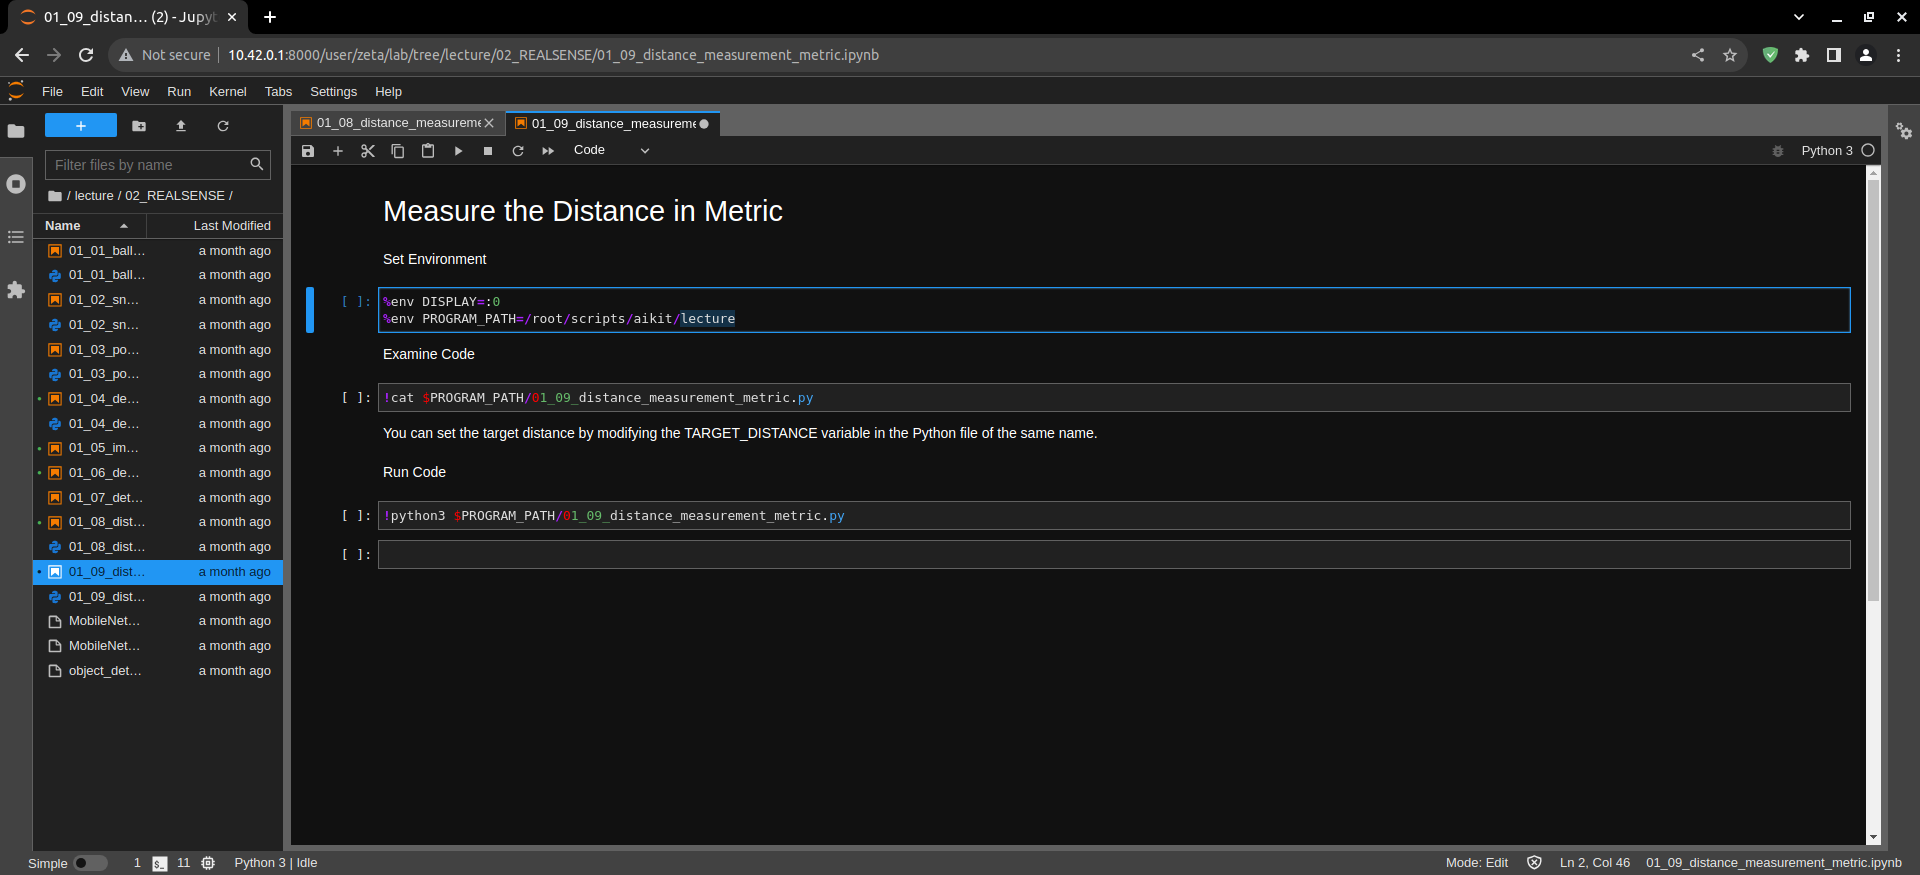 01_09_distan… (2) - Jupyt
Not secure
10.42.0.1:8000/user/zeta/lab/tree/lecture/02_REALSENSE/01_09_distance_measurement_metric.ipynb
File Edit View Run Kernel Tabs Settings Help
Filter files by name
/ lecture / 02_REALSENSE /
Name Last Modified
01_01_ball… a month ago
01_01_ball… a month ago
01_02_sn… a month ago
01_02_sn… a month ago
01_03_po… a month ago
01_03_po… a month ago
01_04_de… a month ago
01_04_de… a month ago
01_05_im… a month ago
01_06_de… a month ago
01_07_det… a month ago
01_08_dist… a month ago
01_08_dist… a month ago
01_09_dist… a month ago
01_09_dist… a month ago
MobileNet… a month ago
MobileNet… a month ago
object_det… a month ago
01_08_distance_measureme
01_09_distance_measureme
Code
Python 3
Measure the Distance in Metric
Set Environment
[ ]: %env DISPLAY=:0
%env PROGRAM_PATH=/root/scripts/aikit/lecture
Examine Code
[ ]: !cat $PROGRAM_PATH/01_09_distance_measurement_metric.py
You can set the target distance by modifying the TARGET_DISTANCE variable in the Python file of the same name.
Run Code
[ ]: !python3 $PROGRAM_PATH/01_09_distance_measurement_metric.py
[ ]:
Simple 1 $_ 11 Python 3 | Idle
Mode: Edit Ln 2, Col 46 01_09_distance_measurement_metric.ipynb